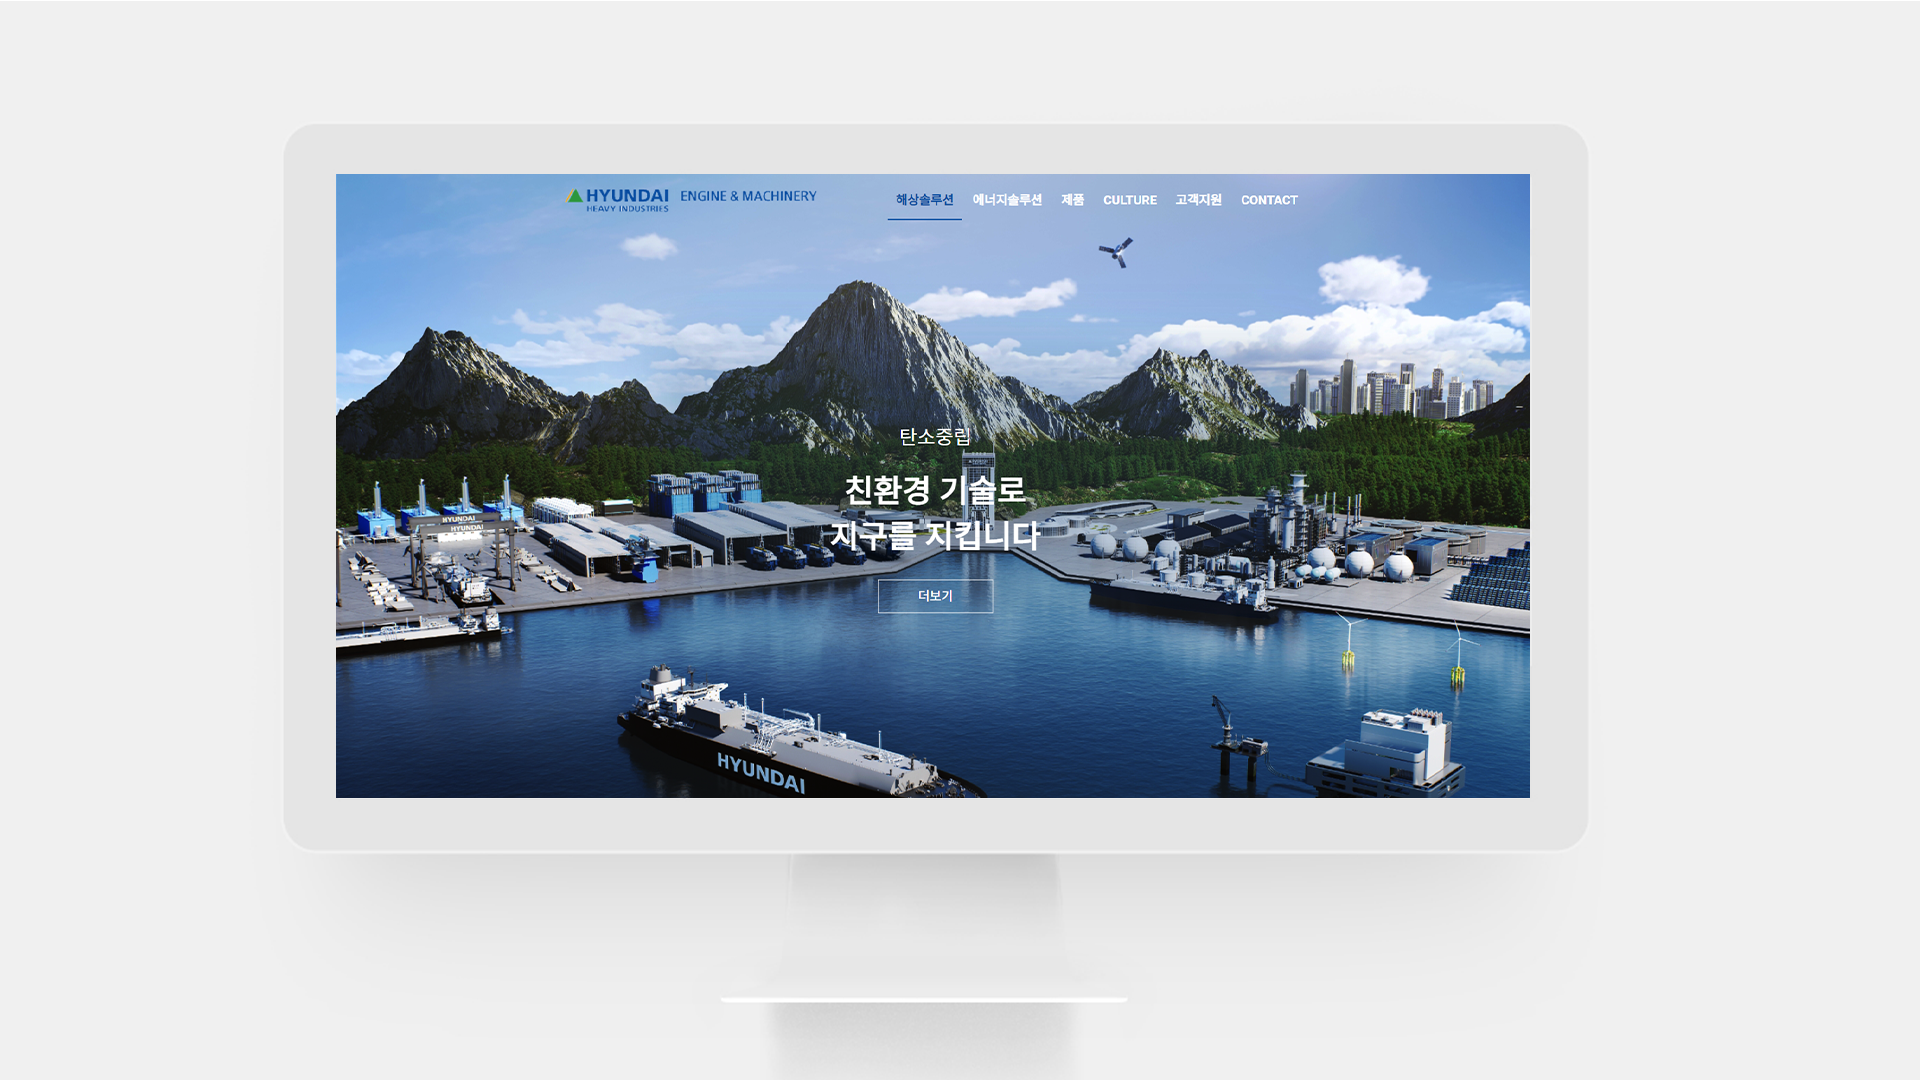 HYUNDAI
HEAVY INDUSTRIES
ENGINE & MACHINERY
해상솔루션 에너지솔루션 제품 CULTURE 고객지원 CONTACT
탄소중립
친환경 기술로
지구를 지킵니다
더보기
HYUNDAI
HYUNDAI
HYUNDAI